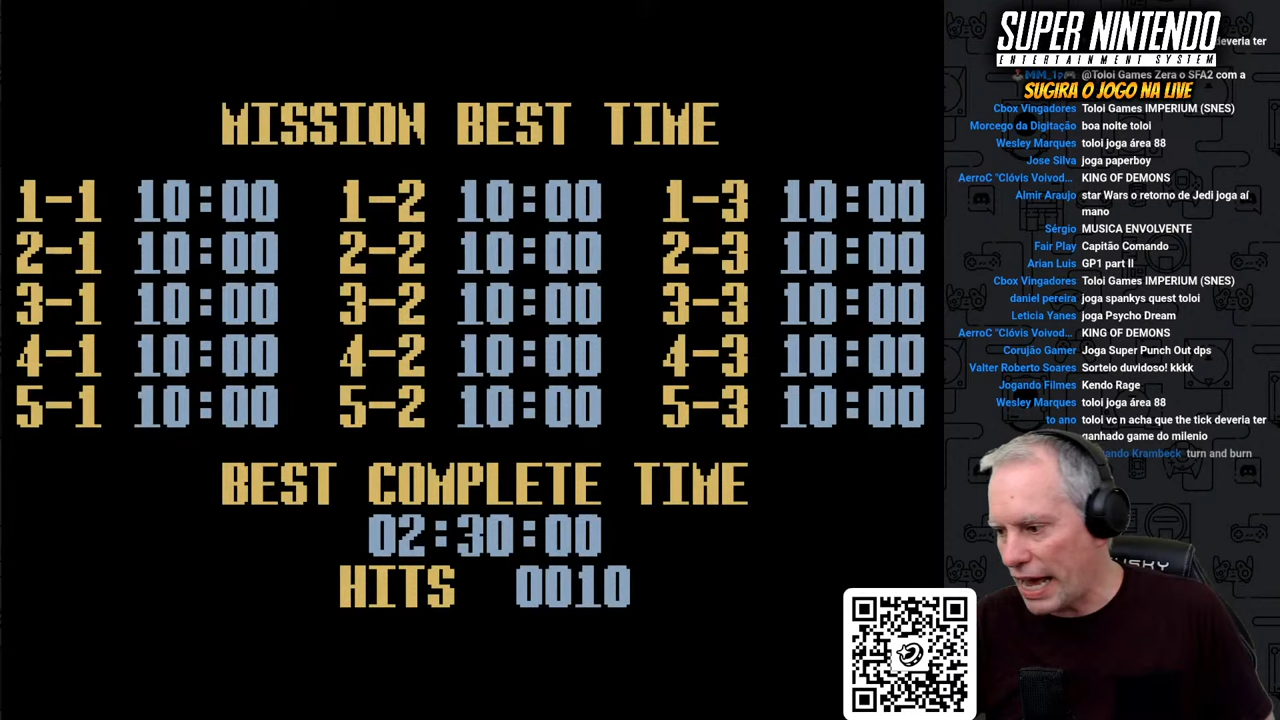 MISSION BEST TIME
1-1 10:00 1-2 10:00 1-3 10:00
2-1 10:00 2-2 10:00 2-3 10:00
3-1 10:00 3-2 10:00 3-3 10:00
4-1 10:00 4-2 10:00 4-3 10:00
5-1 10:00 5-2 10:00 5-3 10:00
BEST COMPLETE TIME
02:30:00
HITS 0010
SUPER NINTENDO
ENTERTAINMENT SYSTEM
deveria ter
@Toloi Games Zera o SFA2 com a
SUGIRA O JOGO NA LIVE
Cbox Vingadores Toloi Games IMPERIUM (SNES)
Morcego da Digitação boa noite toloi
Wesley Marques toloi joga área 88
Jose Silva joga paperboy
AerroC "Clóvis Voivod... KING OF DEMONS
Aimir Araujo star Wars o retorno de Jedi joga aí
mano
Sérgio MUSICA ENVOLVENTE
Fair Play Capitão Comando
Arian Luis GP1 part II
Cbox Vingadores Toloi Games IMPERIUM (SNES)
daniel pereira joga spankys quest toloi
Leticia Yanes joga Psycho Dream
AerroC "Clóvis Voivod... KING OF DEMONS
Corujão Gamer Joga Super Punch Out dps
Valter Roberto Soares Sorteio duvidoso! kkkk
Jogando Filmes Kendo Rage
Wesley Marques toloi joga área 88
to ano toloi vc n acha que the tick deveria ter
ganhado game do milenio
Krambeck turn and burn